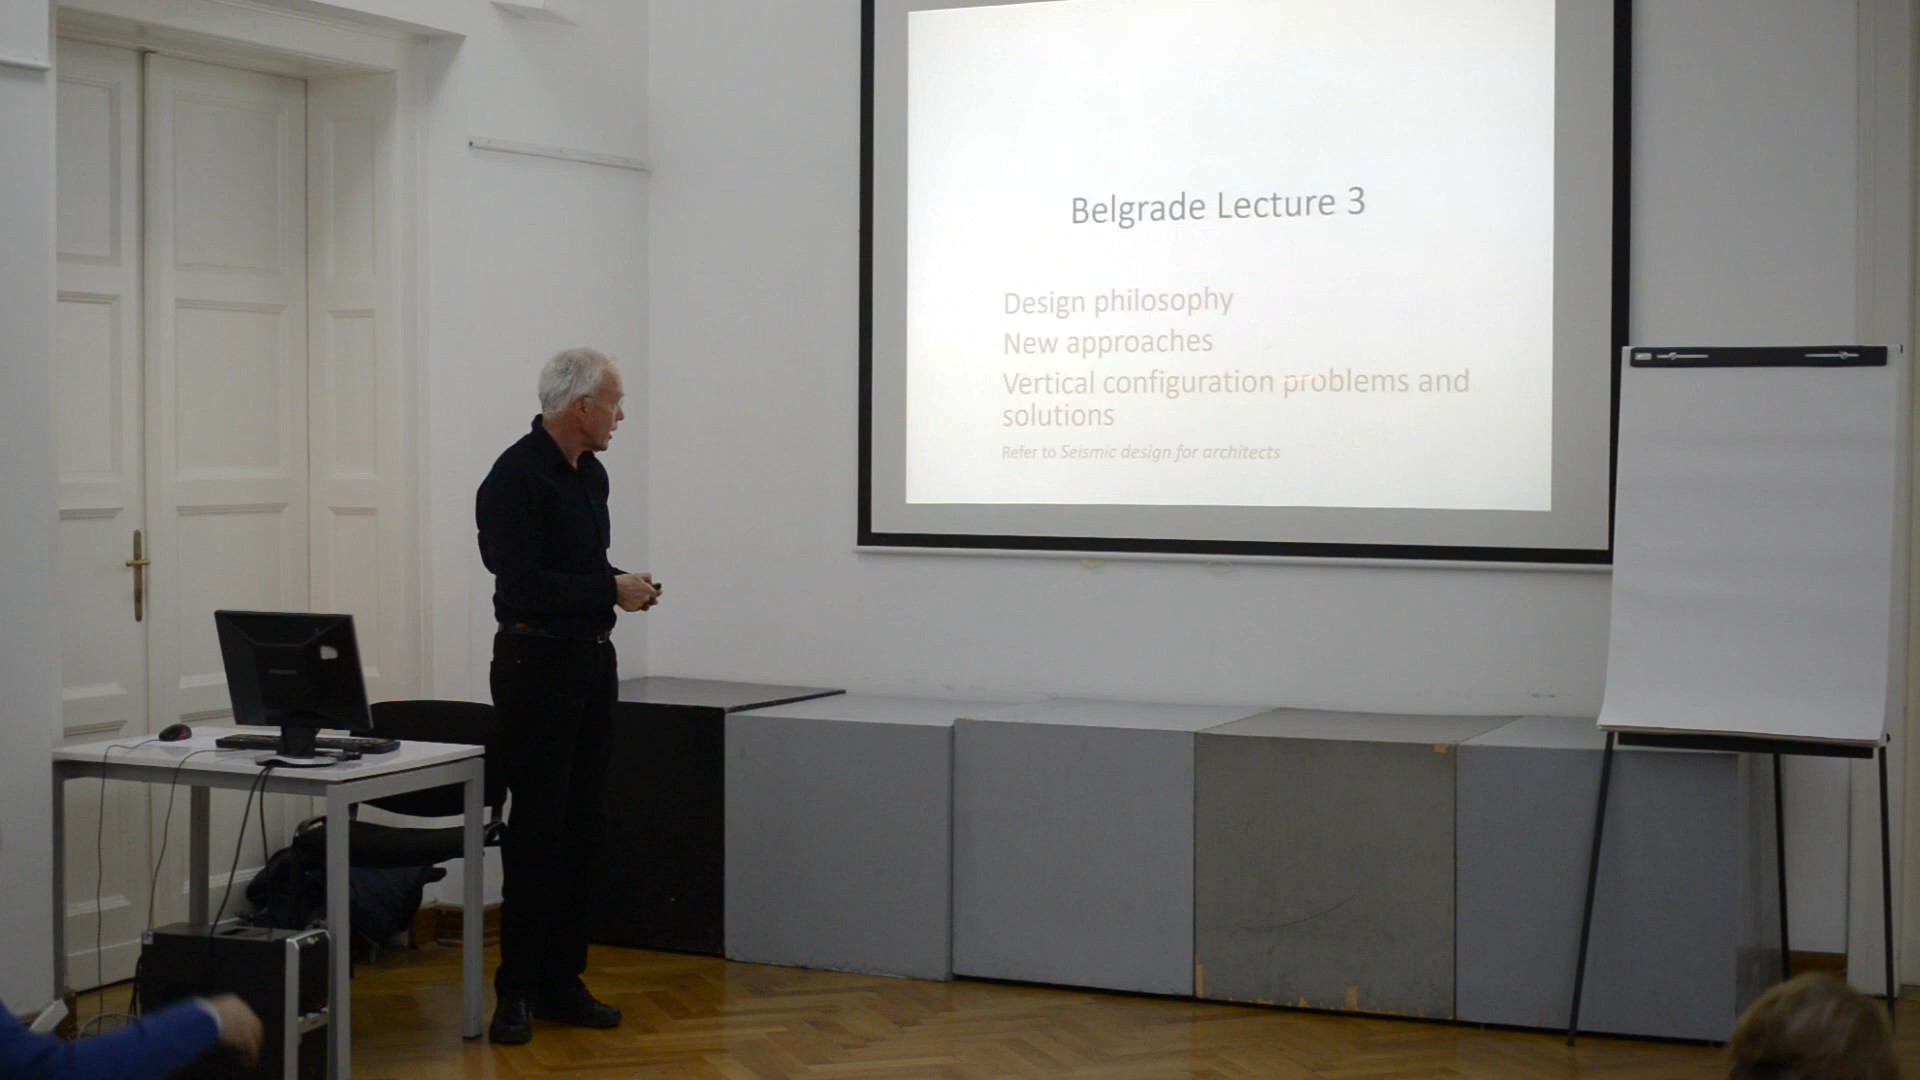 Belgrade Lecture 3
Design philosophy
New approaches
Vertical configuration problems and
solutions
Refer to Seismic design for architects